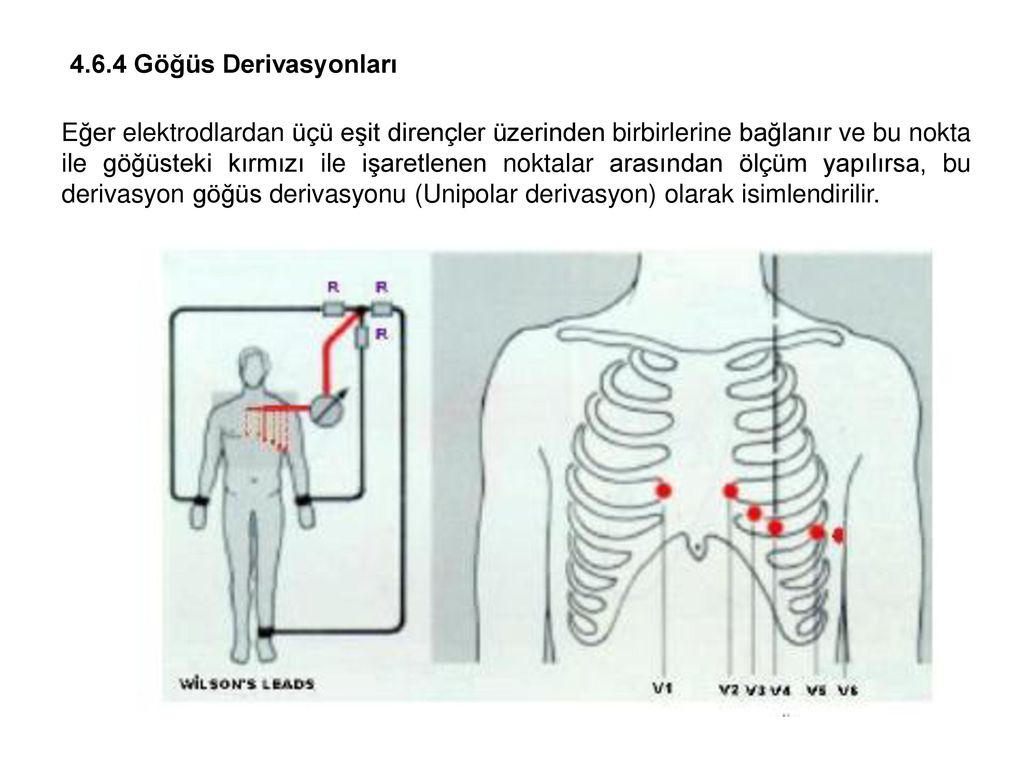 4.6.4 Göğüs Derivasyonları
Eğer elektrodlardan üçü eşit dirençler üzerinden birbirlerine bağlanır ve bu nokta
ile göğüsteki kırmızı ile işaretlenen noktalar arasından ölçüm yapılırsa, bu
derivasyon göğüs derivasyonu (Unipolar derivasyon) olarak isimlendirilir.
R R
R
WİLSON'S LEADS
V1 V2 V3 V4 V5 V6